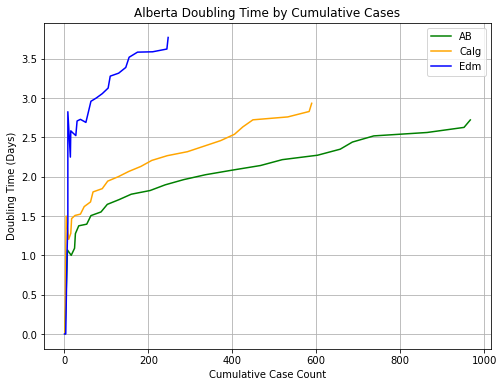 Alberta Doubling Time by Cumulative Cases
AB
Calg
Edm
Doubling Time (Days)
3.5
3.0
2.5
2.0
1.5
1.0
0.5
0.0
0 200 400 600 800 1000
Cumulative Case Count